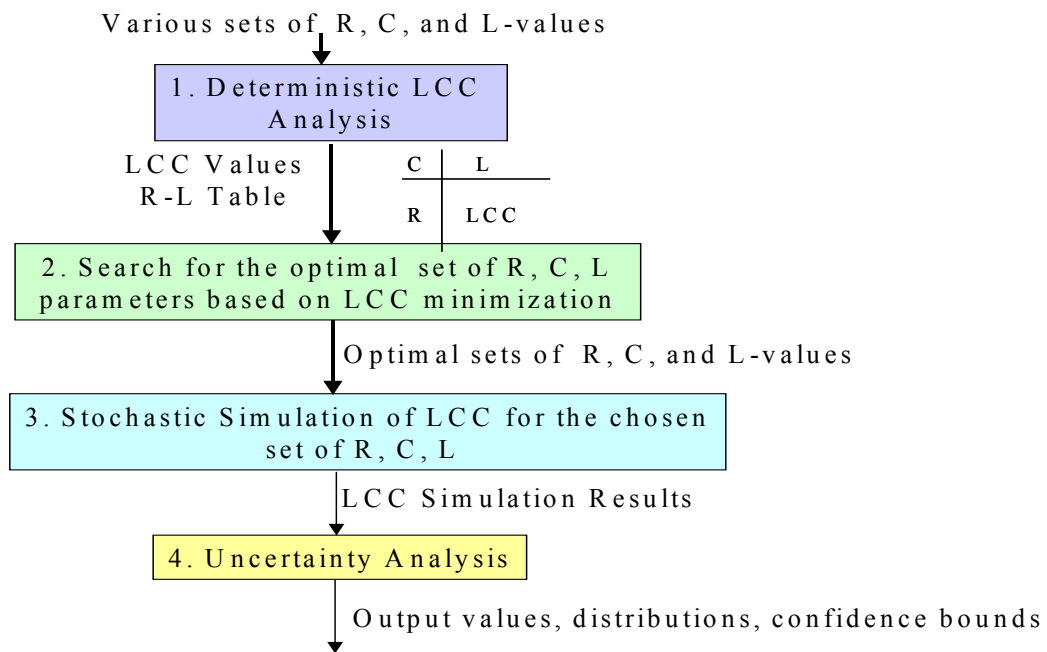 Various sets of R, C, and L-values
1. Deterministic LCC
Analysis
LCC Values
R-L Table
C L
R LCC
2. Search for the optimal set of R, C, L
parameters based on LCC minimization
Optimal sets of R, C, and L-values
3. Stochastic Simulation of LCC for the chosen
set of R, C, L
LCC Simulation Results
4. Uncertainty Analysis
Output values, distributions, confidence bounds